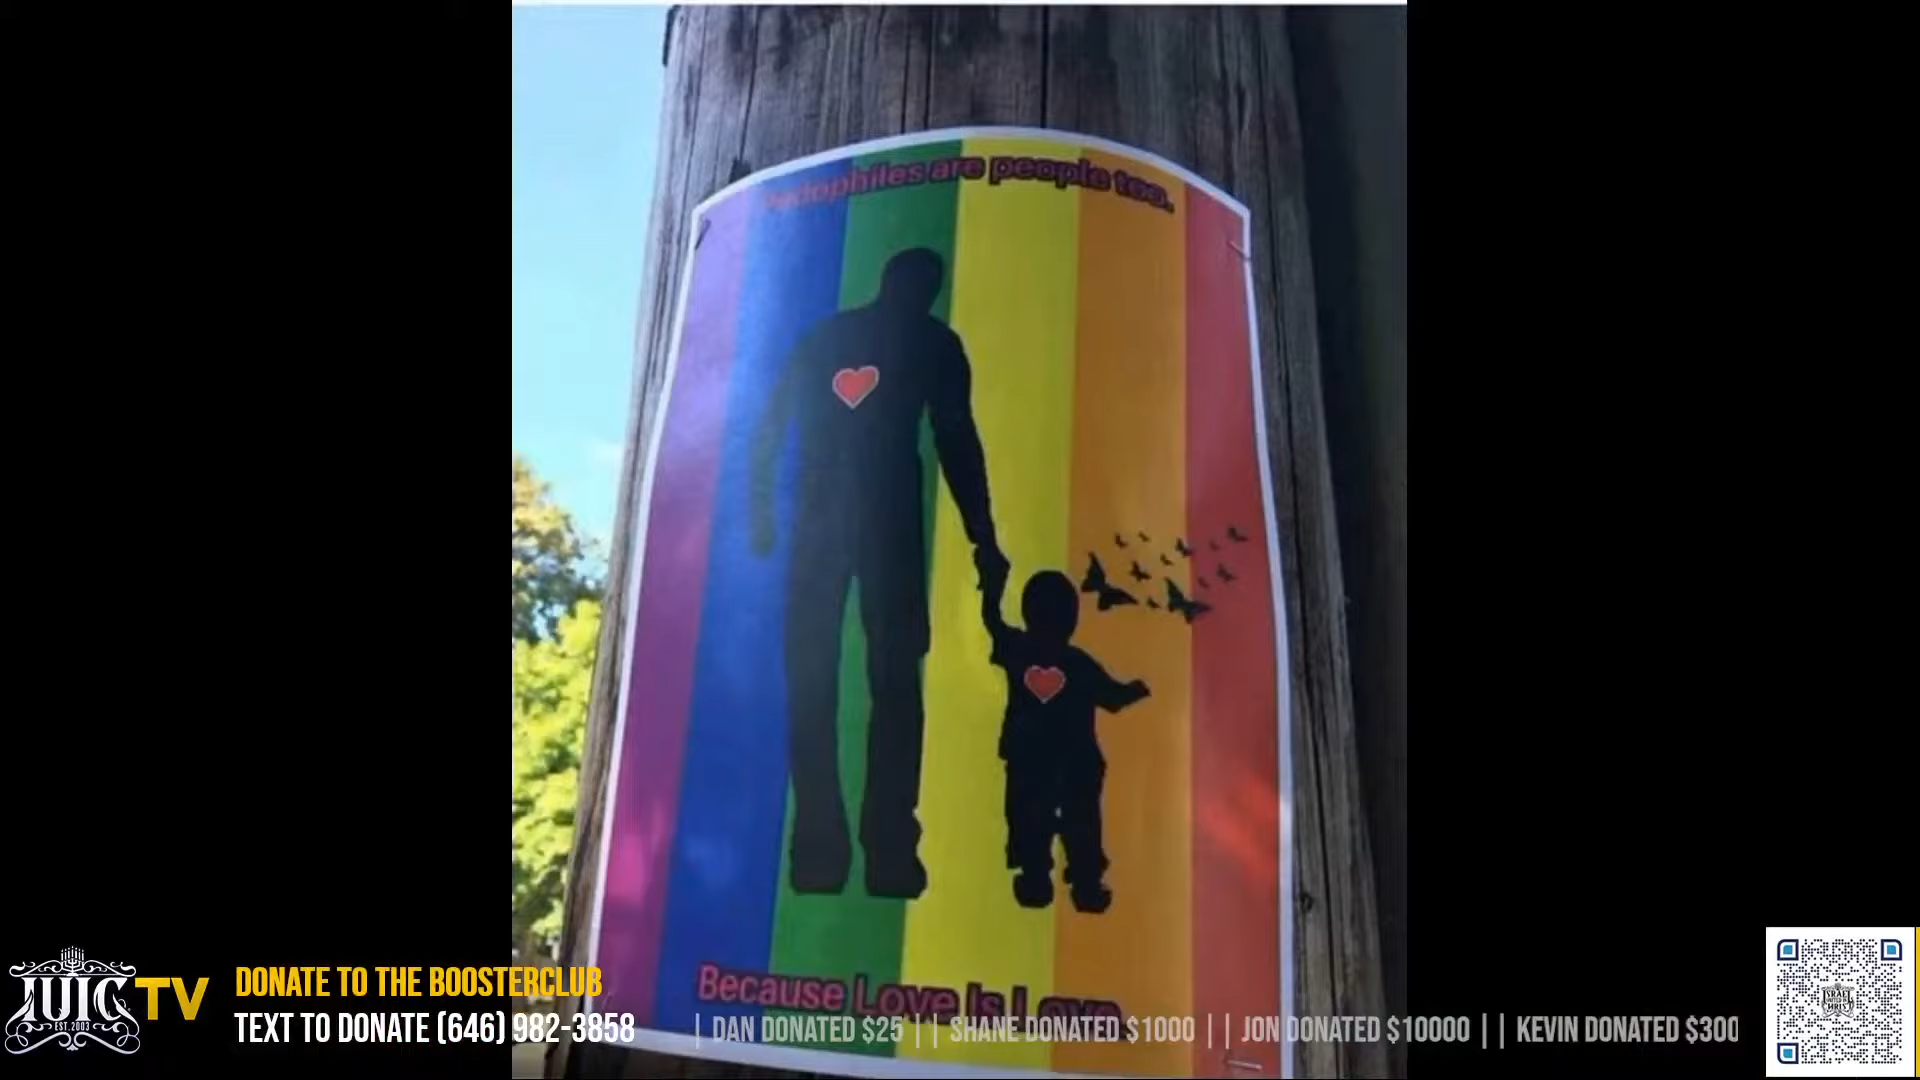 Pedophiles are people too.
Because Love Is Love
IUIC TV
EST. 2003
DONATE TO THE BOOSTERCLUB
TEXT TO DONATE (646) 982-3858
| DAN DONATED $25 | | SHANE DONATED $1000 | | JON DONATED $10000 | | KEVIN DONATED $300